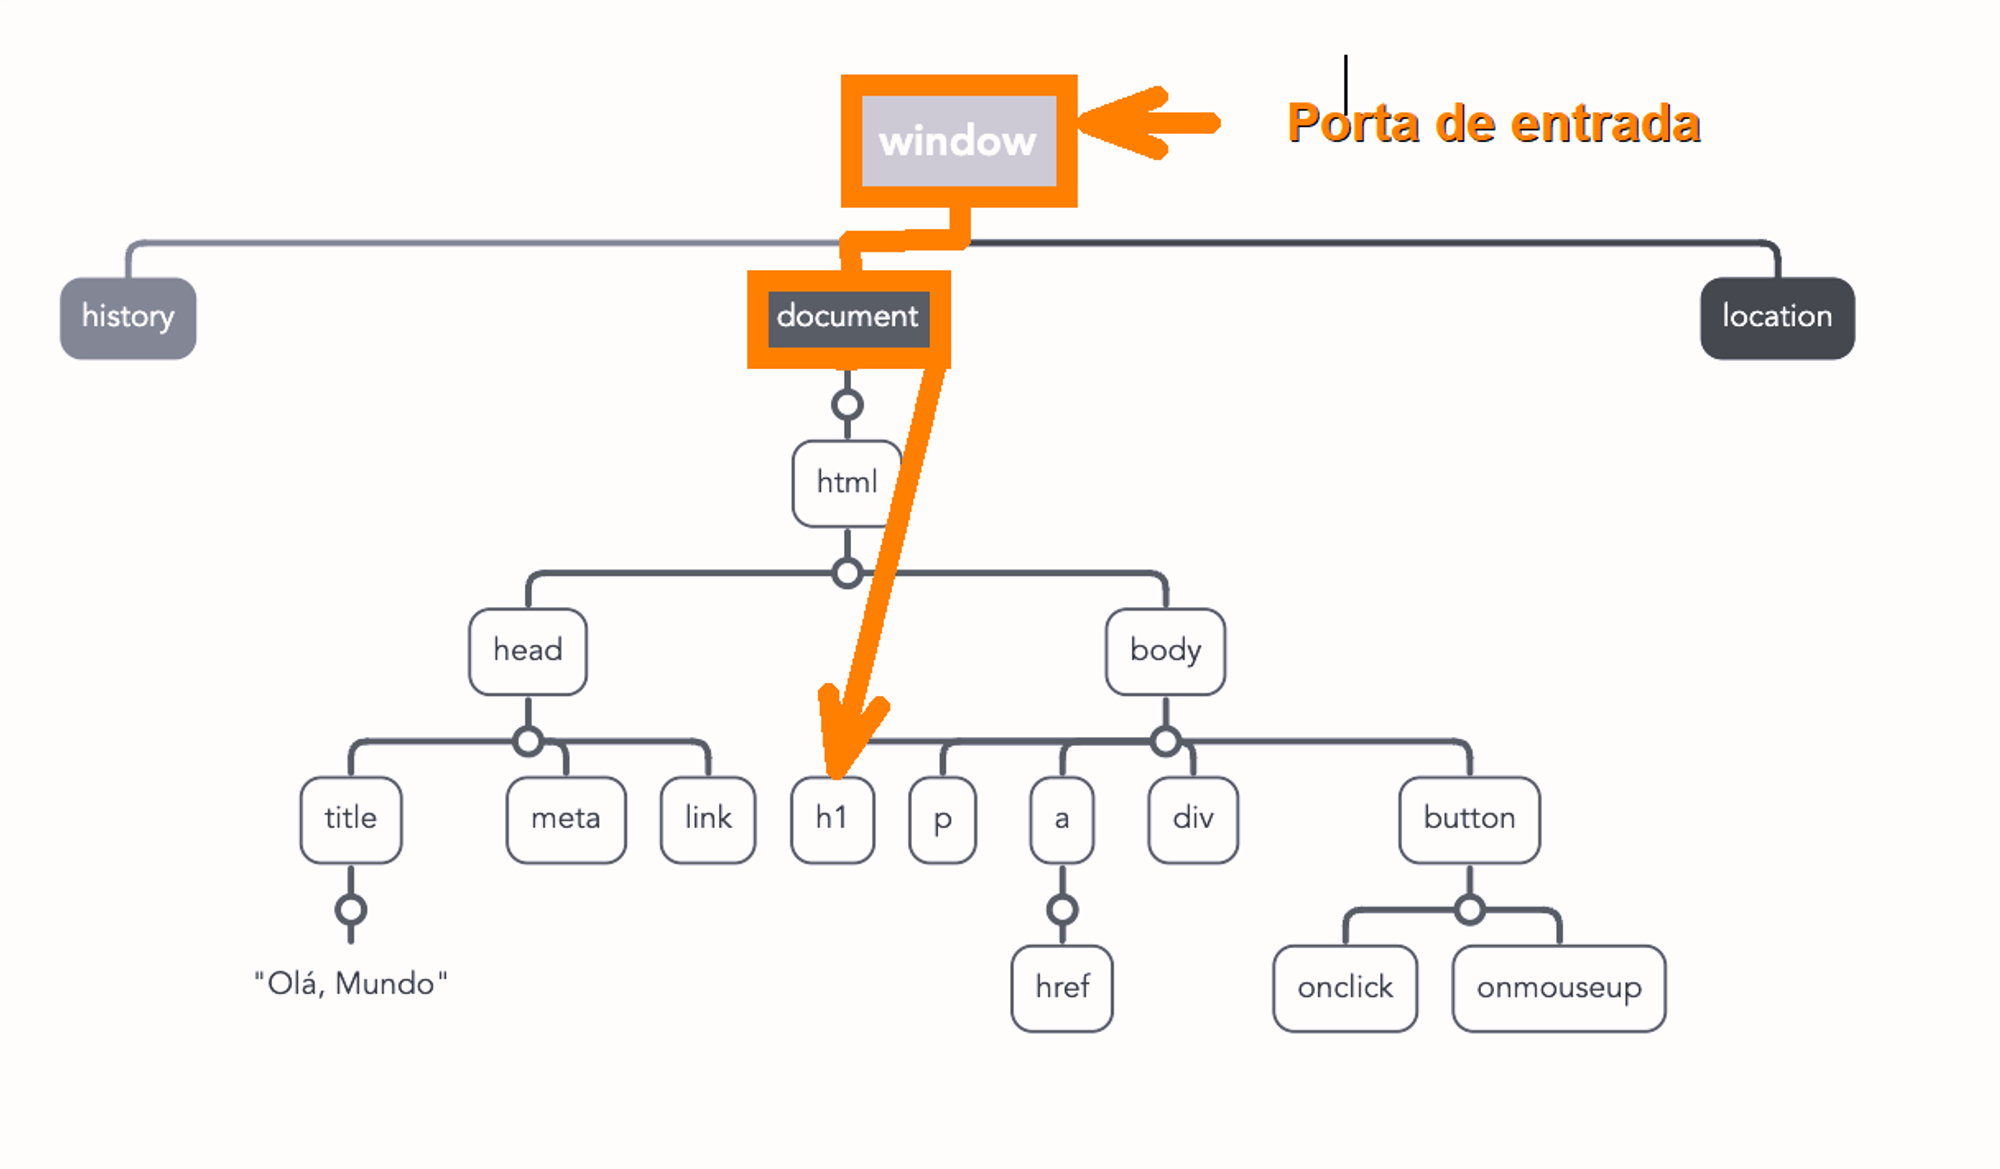 window
Porta de entrada
history
document
location
html
head
body
title
meta
link
h1
p
a
div
button
"Olá, Mundo"
href
onclick
onmouseup